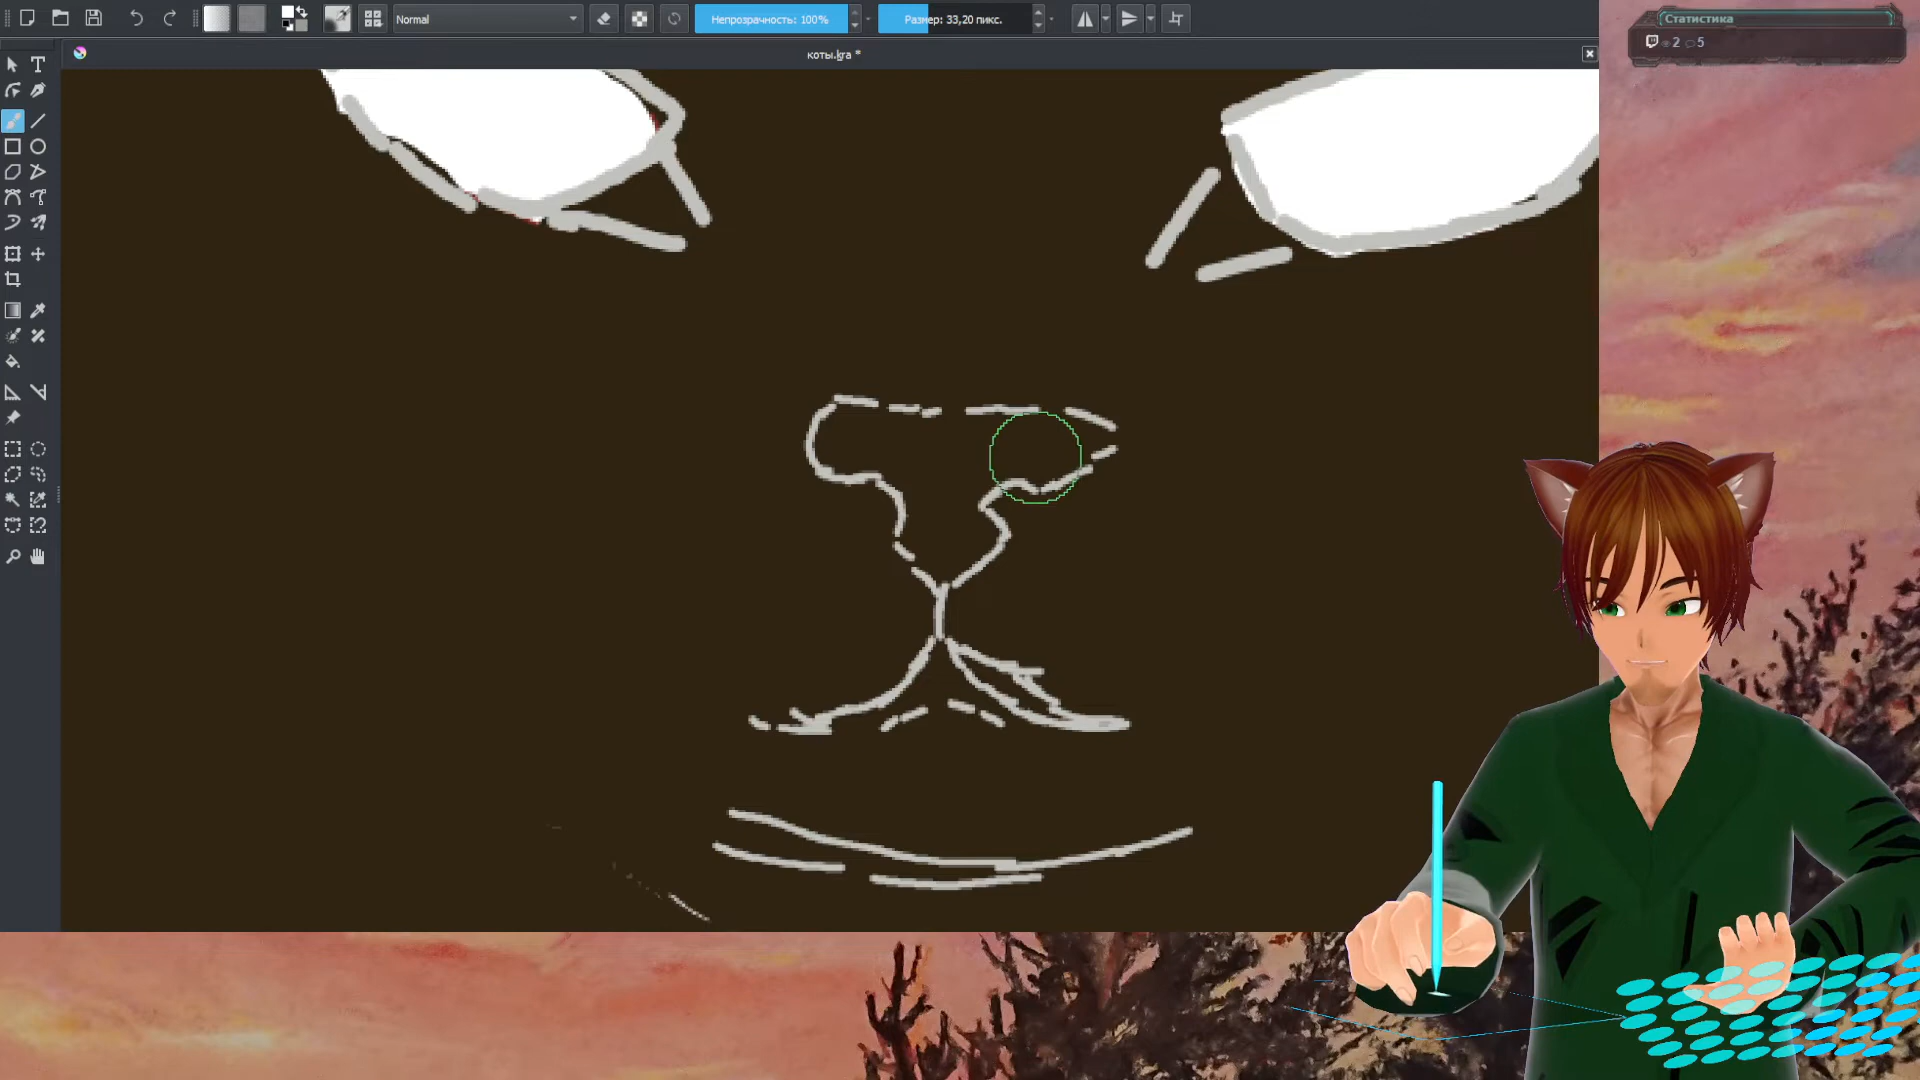 Normal
Непрозрачность: 100%
Размер: 33,20 пикс.
Статистика
2 5
коты.kra *